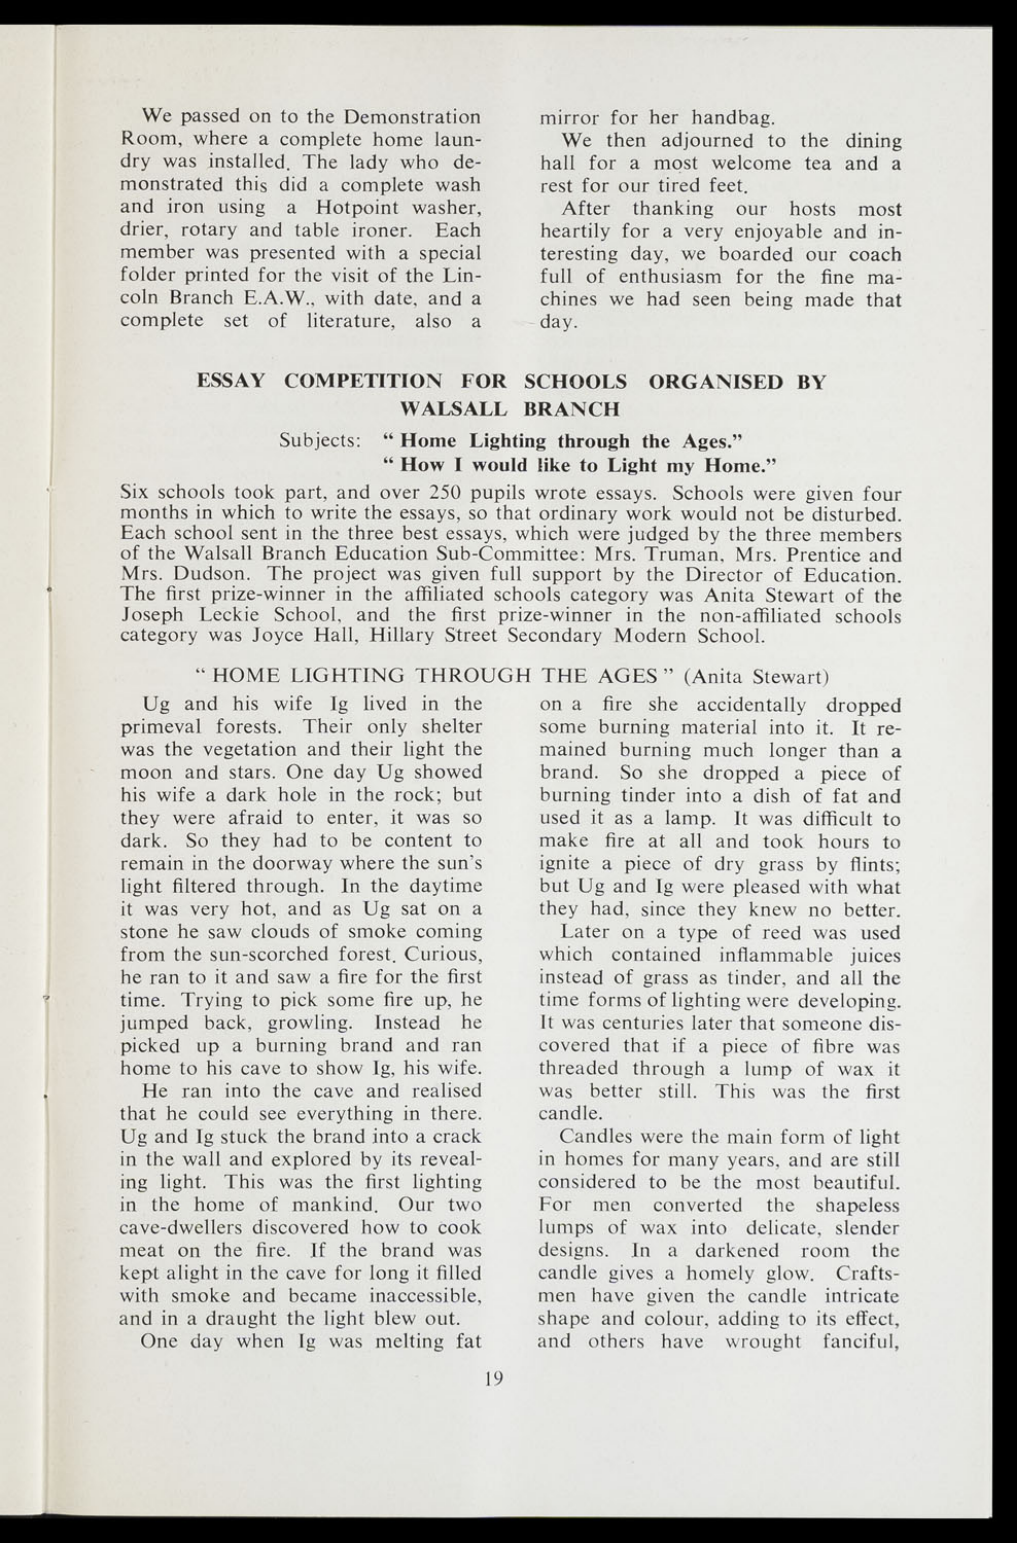 We passed on to the Demonstration
Room, where a complete home laun-
dry was installed. The lady who de-
monstrated this did a complete wash
and iron using a Hotpoint washer,
drier, rotary and table ironer. Each
member was presented with a special
folder printed for the visit of the Lin-
coln Branch E.A.W., with date, and a
complete set of literature, also a
mirror for her handbag.
We then adjourned to the dining
hall for a most welcome tea and a
rest for our tired feet.
After thanking our hosts most
heartily for a very enjoyable and in-
teresting day, we boarded our coach
full of enthusiasm for the fine ma-
chines we had seen being made that
day.
ESSAY COMPETITION FOR SCHOOLS ORGANISED BY
WALSALL BRANCH
Subjects: “ Home Lighting through the Ages.”
“ How I would like to Light my Home.”
Six schools took part, and over 250 pupils wrote essays. Schools were given four
months in which to write the essays, so that ordinary work would not be disturbed.
Each school sent in the three best essays, which were judged by the three members
of the Walsall Branch Education Sub-Committee: Mrs. Truman, Mrs. Prentice and
Mrs. Dudson. The project was given full support by the Director of Education.
The first prize-winner in the affiliated schools category was Anita Stewart of the
Joseph Leckie School, and the first prize-winner in the non-affiliated schools
category was Joyce Hall, Hillary Street Secondary Modern School.
“ HOME LIGHTING THROUGH THE AGES ” (Anita Stewart)
Ug and his wife Ig lived in the
primeval forests. Their only shelter
was the vegetation and their light the
moon and stars. One day Ug showed
his wife a dark hole in the rock; but
they were afraid to enter, it was so
dark. So they had to be content to
remain in the doorway where the sun's
light filtered through. In the daytime
it was very hot, and as Ug sat on a
stone he saw clouds of smoke coming
from the sun-scorched forest. Curious,
he ran to it and saw a fire for the first
time. Trying to pick some fire up, he
jumped back, growling. Instead he
picked up a burning brand and ran
home to his cave to show Ig, his wife.
He ran into the cave and realised
that he could see everything in there.
Ug and Ig stuck the brand into a crack
in the wall and explored by its reveal-
ing light. This was the first lighting
in the home of mankind. Our two
cave-dwellers discovered how to cook
meat on the fire. If the brand was
kept alight in the cave for long it filled
with smoke and became inaccessible,
and in a draught the light blew out.
One day when Ig was melting fat
on a fire she accidentally dropped
some burning material into it. It re-
mained burning much longer than a
brand. So she dropped a piece of
burning tinder into a dish of fat and
used it as a lamp. It was difficult to
make fire at all and took hours to
ignite a piece of dry grass by flints;
but Ug and Ig were pleased with what
they had, since they knew no better.
Later on a type of reed was used
which contained inflammable juices
instead of grass as tinder, and all the
time forms of lighting were developing.
It was centuries later that someone dis-
covered that if a piece of fibre was
threaded through a lump of wax it
was better still. This was the first
candle.
Candles were the main form of light
in homes for many years, and are still
considered to be the most beautiful.
For men converted the shapeless
lumps of wax into delicate, slender
designs. In a darkened room the
candle gives a homely glow. Crafts-
men have given the candle intricate
shape and colour, adding to its effect,
and others have wrought fanciful,
19